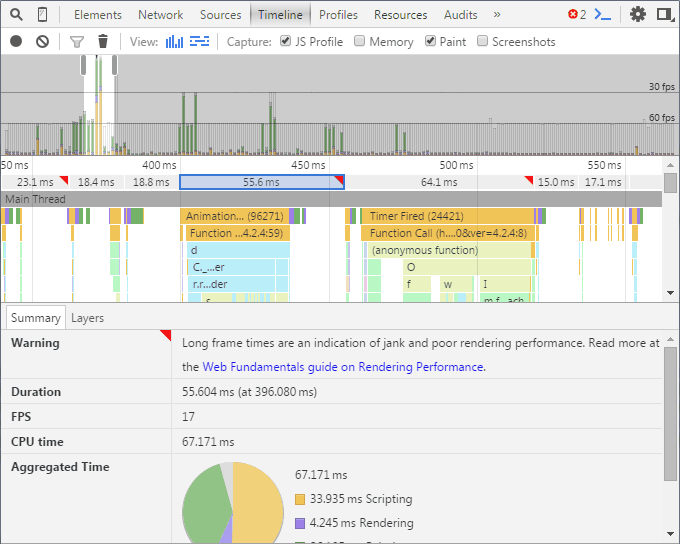 Elements Network Sources Timeline Profiles Resources Audits » 2
View: Capture: JS Profile Memory Paint Screenshots
30 fps
60 fps
50 ms 400 ms 450 ms 500 ms 550 ms
23.1 ms 18.4 ms 18.8 ms 55.6 ms 64.1 ms 15.0 ms 17.1 ms
Main Thread
Animation... (96271) Timer Fired (24421)
Function ...4.2.4:59) Function Call (h....0&ver=4.2.4:8)
d (anonymous function)
C._...er O
r.r...der f w I
s m.f...ach
Summary Layers
Warning Long frame times are an indication of jank and poor rendering performance. Read more at
the Web Fundamentals guide on Rendering Performance.
Duration 55.604 ms (at 396.080 ms)
FPS 17
CPU time 67.171 ms
Aggregated Time
67.171 ms
33.935 ms Scripting
4.245 ms Rendering